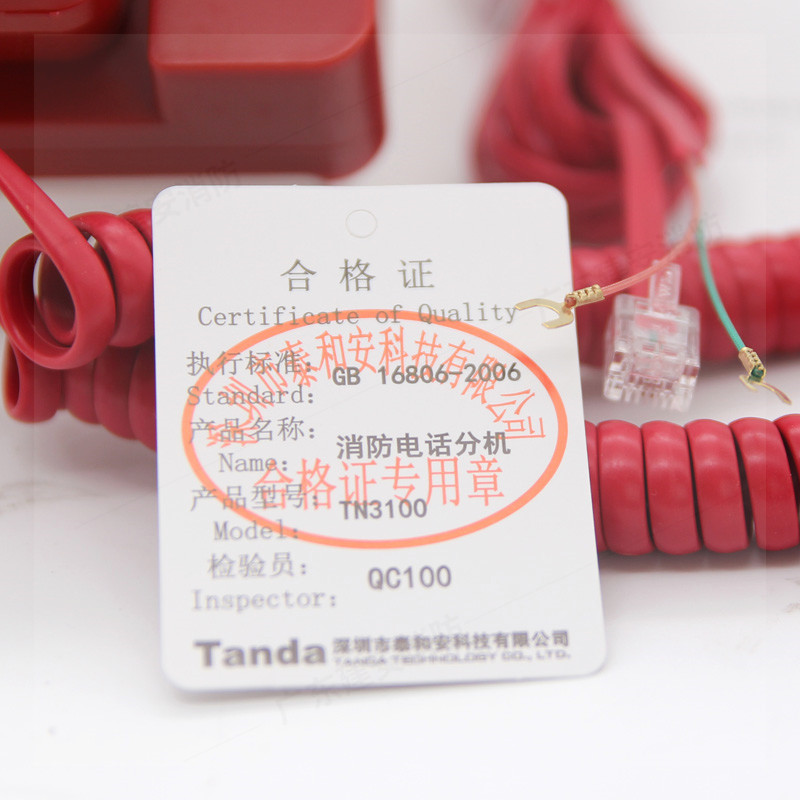 合格证
Certificate of Quality
执行标准: GB 16806-2006
Standard:
产品名称: 消防电话分机
Name:
产品型号: TN3100
Model:
检验员: QC100
Inspector:
Tanda 深圳市泰和安科技有限公司
TANDA TECHNOLOGY CO., LTD.
深圳市泰和安科技有限公司
合格证专用章